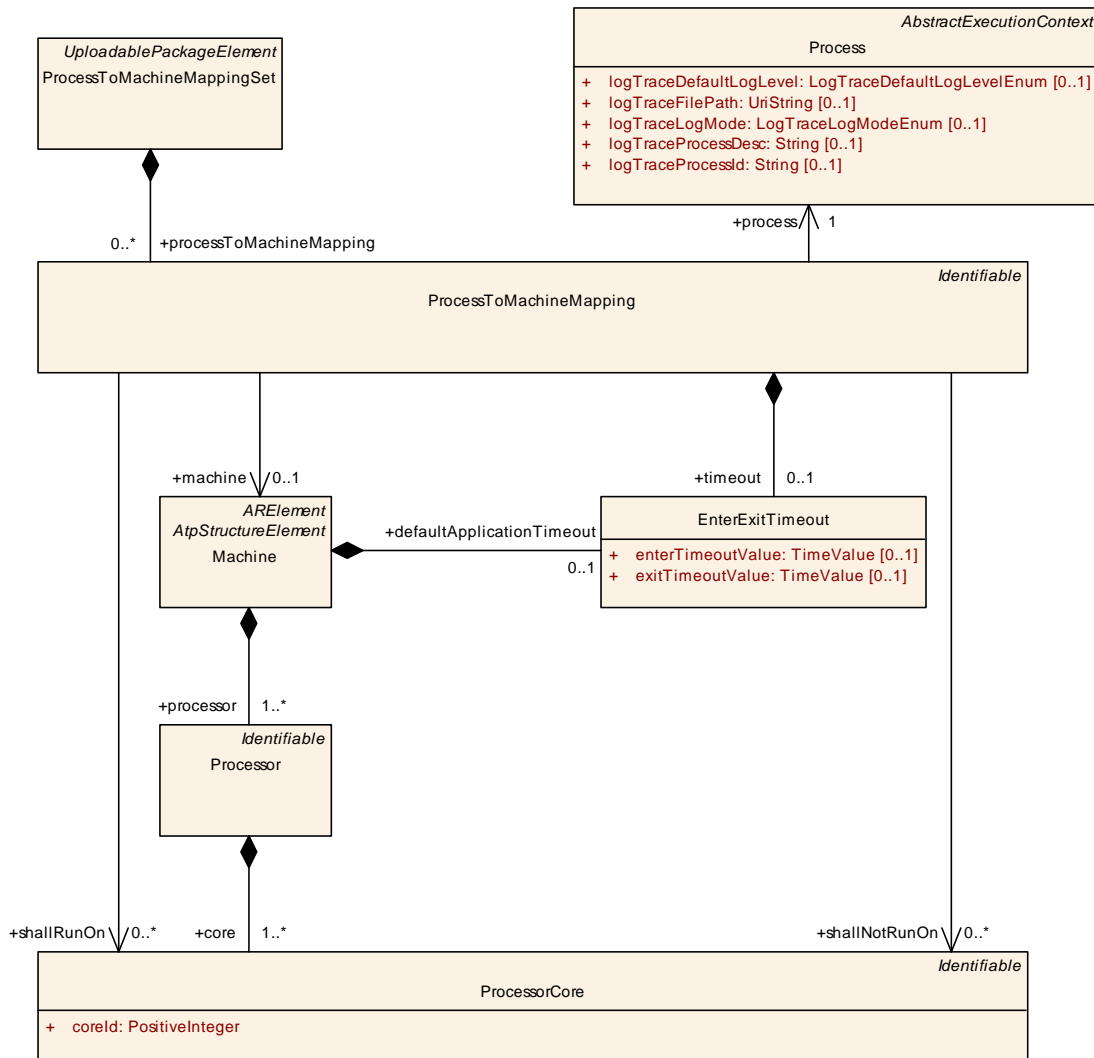 AbstractExecutionContext
Process
+ logTraceDefaultLogLevel: LogTraceDefaultLogLevelEnum [0..1]
+ logTraceFilePath: UriString [0..1]
+ logTraceLogMode: LogTraceLogModeEnum [0..1]
+ logTraceProcessDesc: String [0..1]
+ logTraceProcessId: String [0..1]
UploadablePackageElement
ProcessToMachineMappingSet
+process 1
0..* +processToMachineMapping
Identifiable
ProcessToMachineMapping
+machine 0..1
+timeout 0..1
ARElement
AtpStructureElement
Machine
+defaultApplicationTimeout
0..1
EnterExitTimeout
+ enterTimeoutValue: TimeValue [0..1]
+ exitTimeoutValue: TimeValue [0..1]
+processor 1..*
Identifiable
Processor
+shallRunOn 0..*
+core 1..*
+shallNotRunOn 0..*
Identifiable
ProcessorCore
+ coreId: PositiveInteger